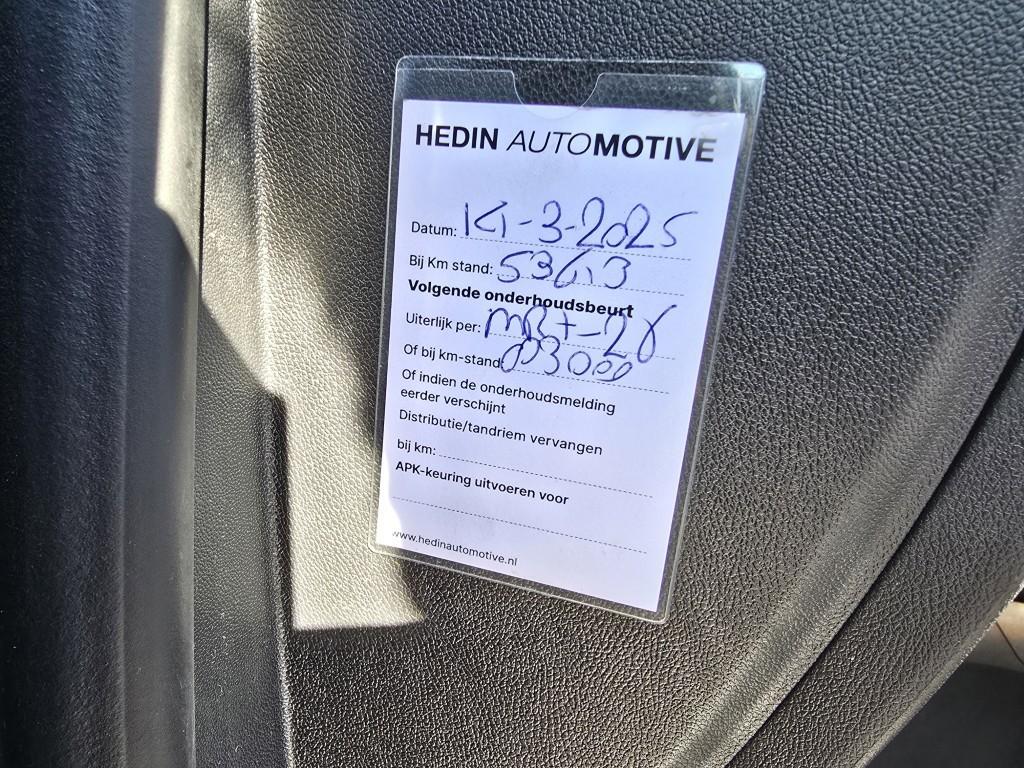 HEDIN AUTOMOTIVE
Datum: 14-3-2025
Bij Km stand: 53613
Volgende onderhoudsbeurt
Uiterlijk per: MRT-26
Of bij km-stand:
Of indien de onderhoudsmelding
eerder verschijnt
Distributie/tandriem vervangen
bij km:
APK-keuring uitvoeren voor
www.hedinautomotive.nl